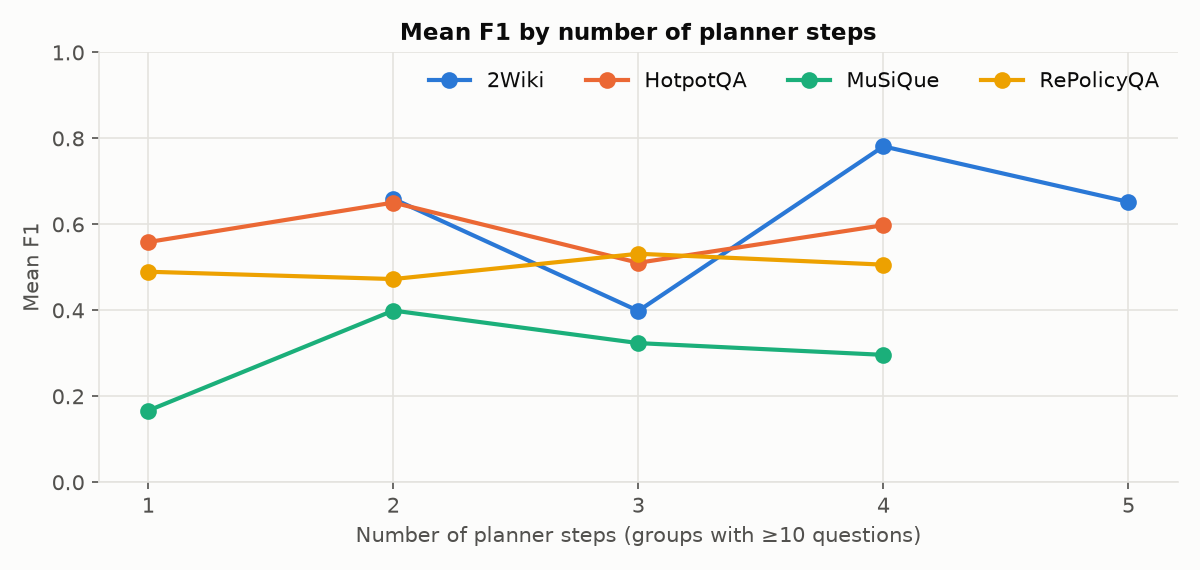 Mean F1 by number of planner steps
2Wiki HotpotQA MuSiQue RePolicyQA
1.0
0.8
0.6
0.4
0.2
0.0
Mean F1
1 2 3 4 5
Number of planner steps (groups with ≥10 questions)